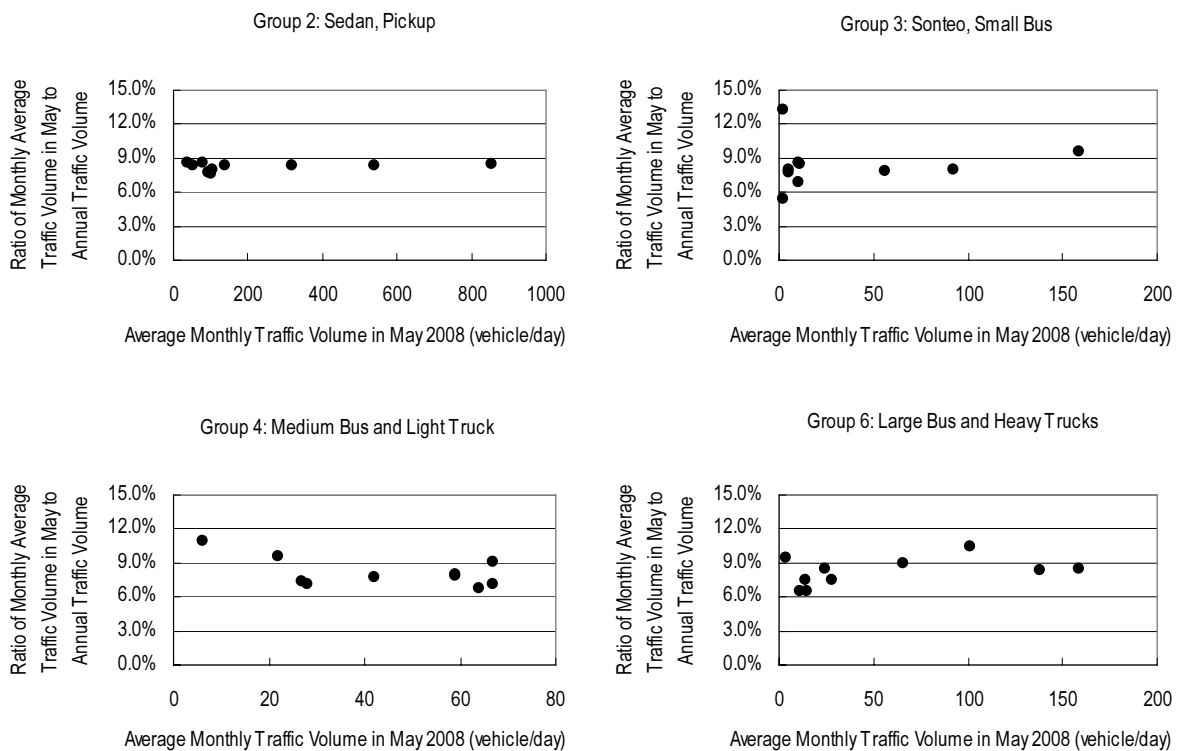 Group 2: Sedan, Pickup
Ratio of Monthly Average
Traffic Volume in May to
Annual Traffic Volume
15.0%
12.0%
9.0%
6.0%
3.0%
0.0%
0 200 400 600 800 1000
Average Monthly Traffic Volume in May 2008 (vehicle/day)
Group 3: Sonteo, Small Bus
Ratio of Monthly Average
Traffic Volume in May to
Annual Traffic Volume
15.0%
12.0%
9.0%
6.0%
3.0%
0.0%
0 50 100 150 200
Average Monthly Traffic Volume in May 2008 (vehicle/day)
Group 4: Medium Bus and Light Truck
Ratio of Monthly Average
Traffic Volume in May to
Annual Traffic Volume
15.0%
12.0%
9.0%
6.0%
3.0%
0.0%
0 20 40 60 80
Average Monthly Traffic Volume in May 2008 (vehicle/day)
Group 6: Large Bus and Heavy Trucks
Ratio of Monthly Average
Traffic Volume in May to
Annual Traffic Volume
15.0%
12.0%
9.0%
6.0%
3.0%
0.0%
0 50 100 150 200
Average Monthly Traffic Volume in May 2008 (vehicle/day)